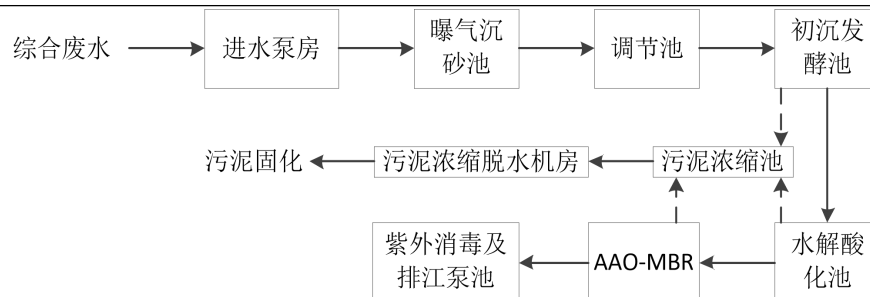 综合废水
进水泵房
曝气沉
砂池
调节池
初沉发
酵池
污泥固化
污泥浓缩脱水机房
污泥浓缩池
紫外消毒及
排江泵池
AAO-MBR
水解酸
化池